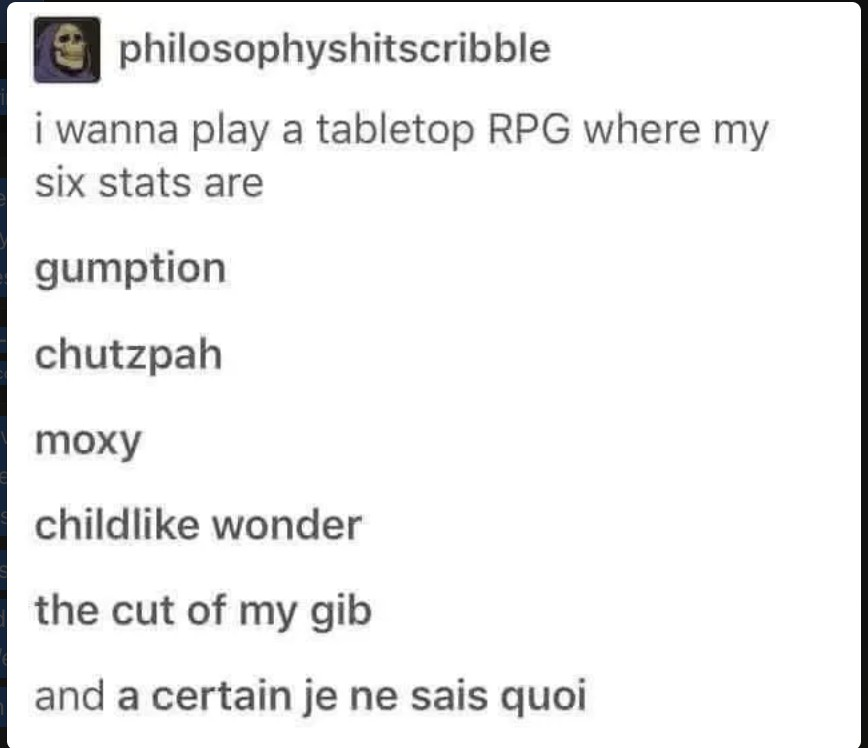 philosophyshitscribble
i wanna play a tabletop RPG where my
six stats are
gumption
chutzpah
moxy
childlike wonder
the cut of my gib
and a certain je ne sais quoi